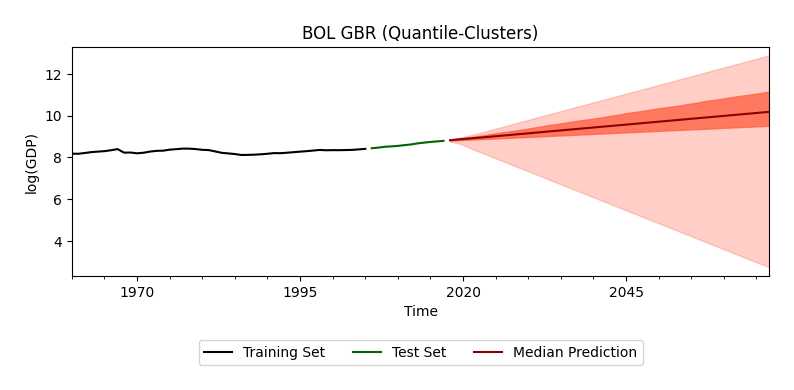 BOL GBR (Quantile-Clusters)
log(GDP)
12
10
8
6
4
1970 1995 2020 2045
Time
Training Set Test Set Median Prediction